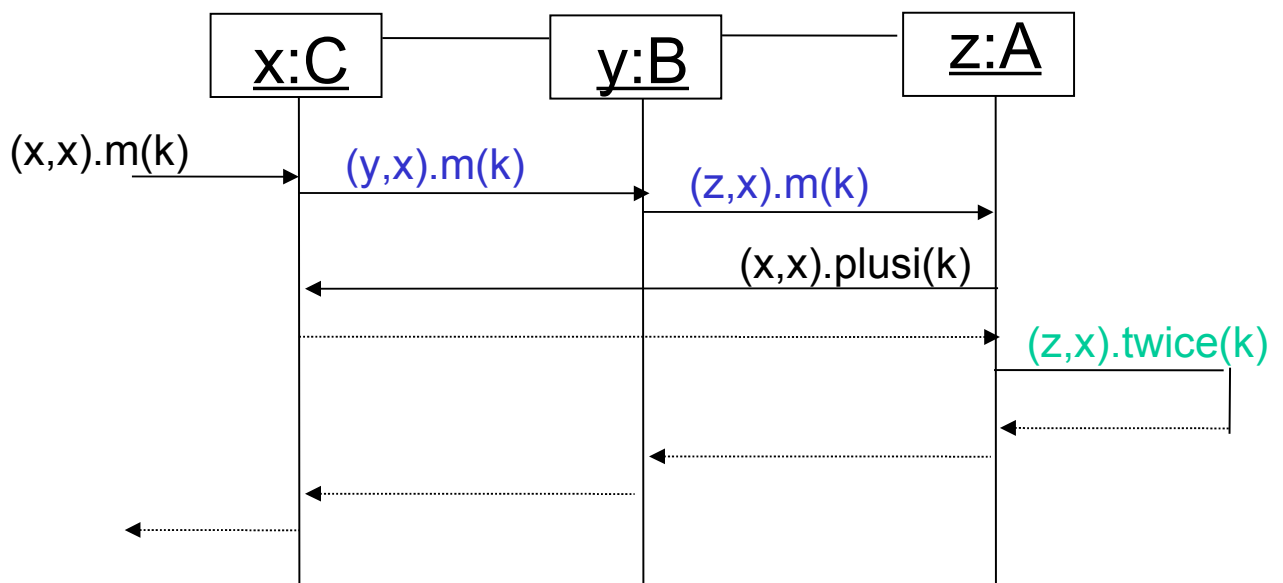 x:C
y:B
z:A
(x,x).m(k)
(y,x).m(k)
(z,x).m(k)
(x,x).plusi(k)
(z,x).twice(k)